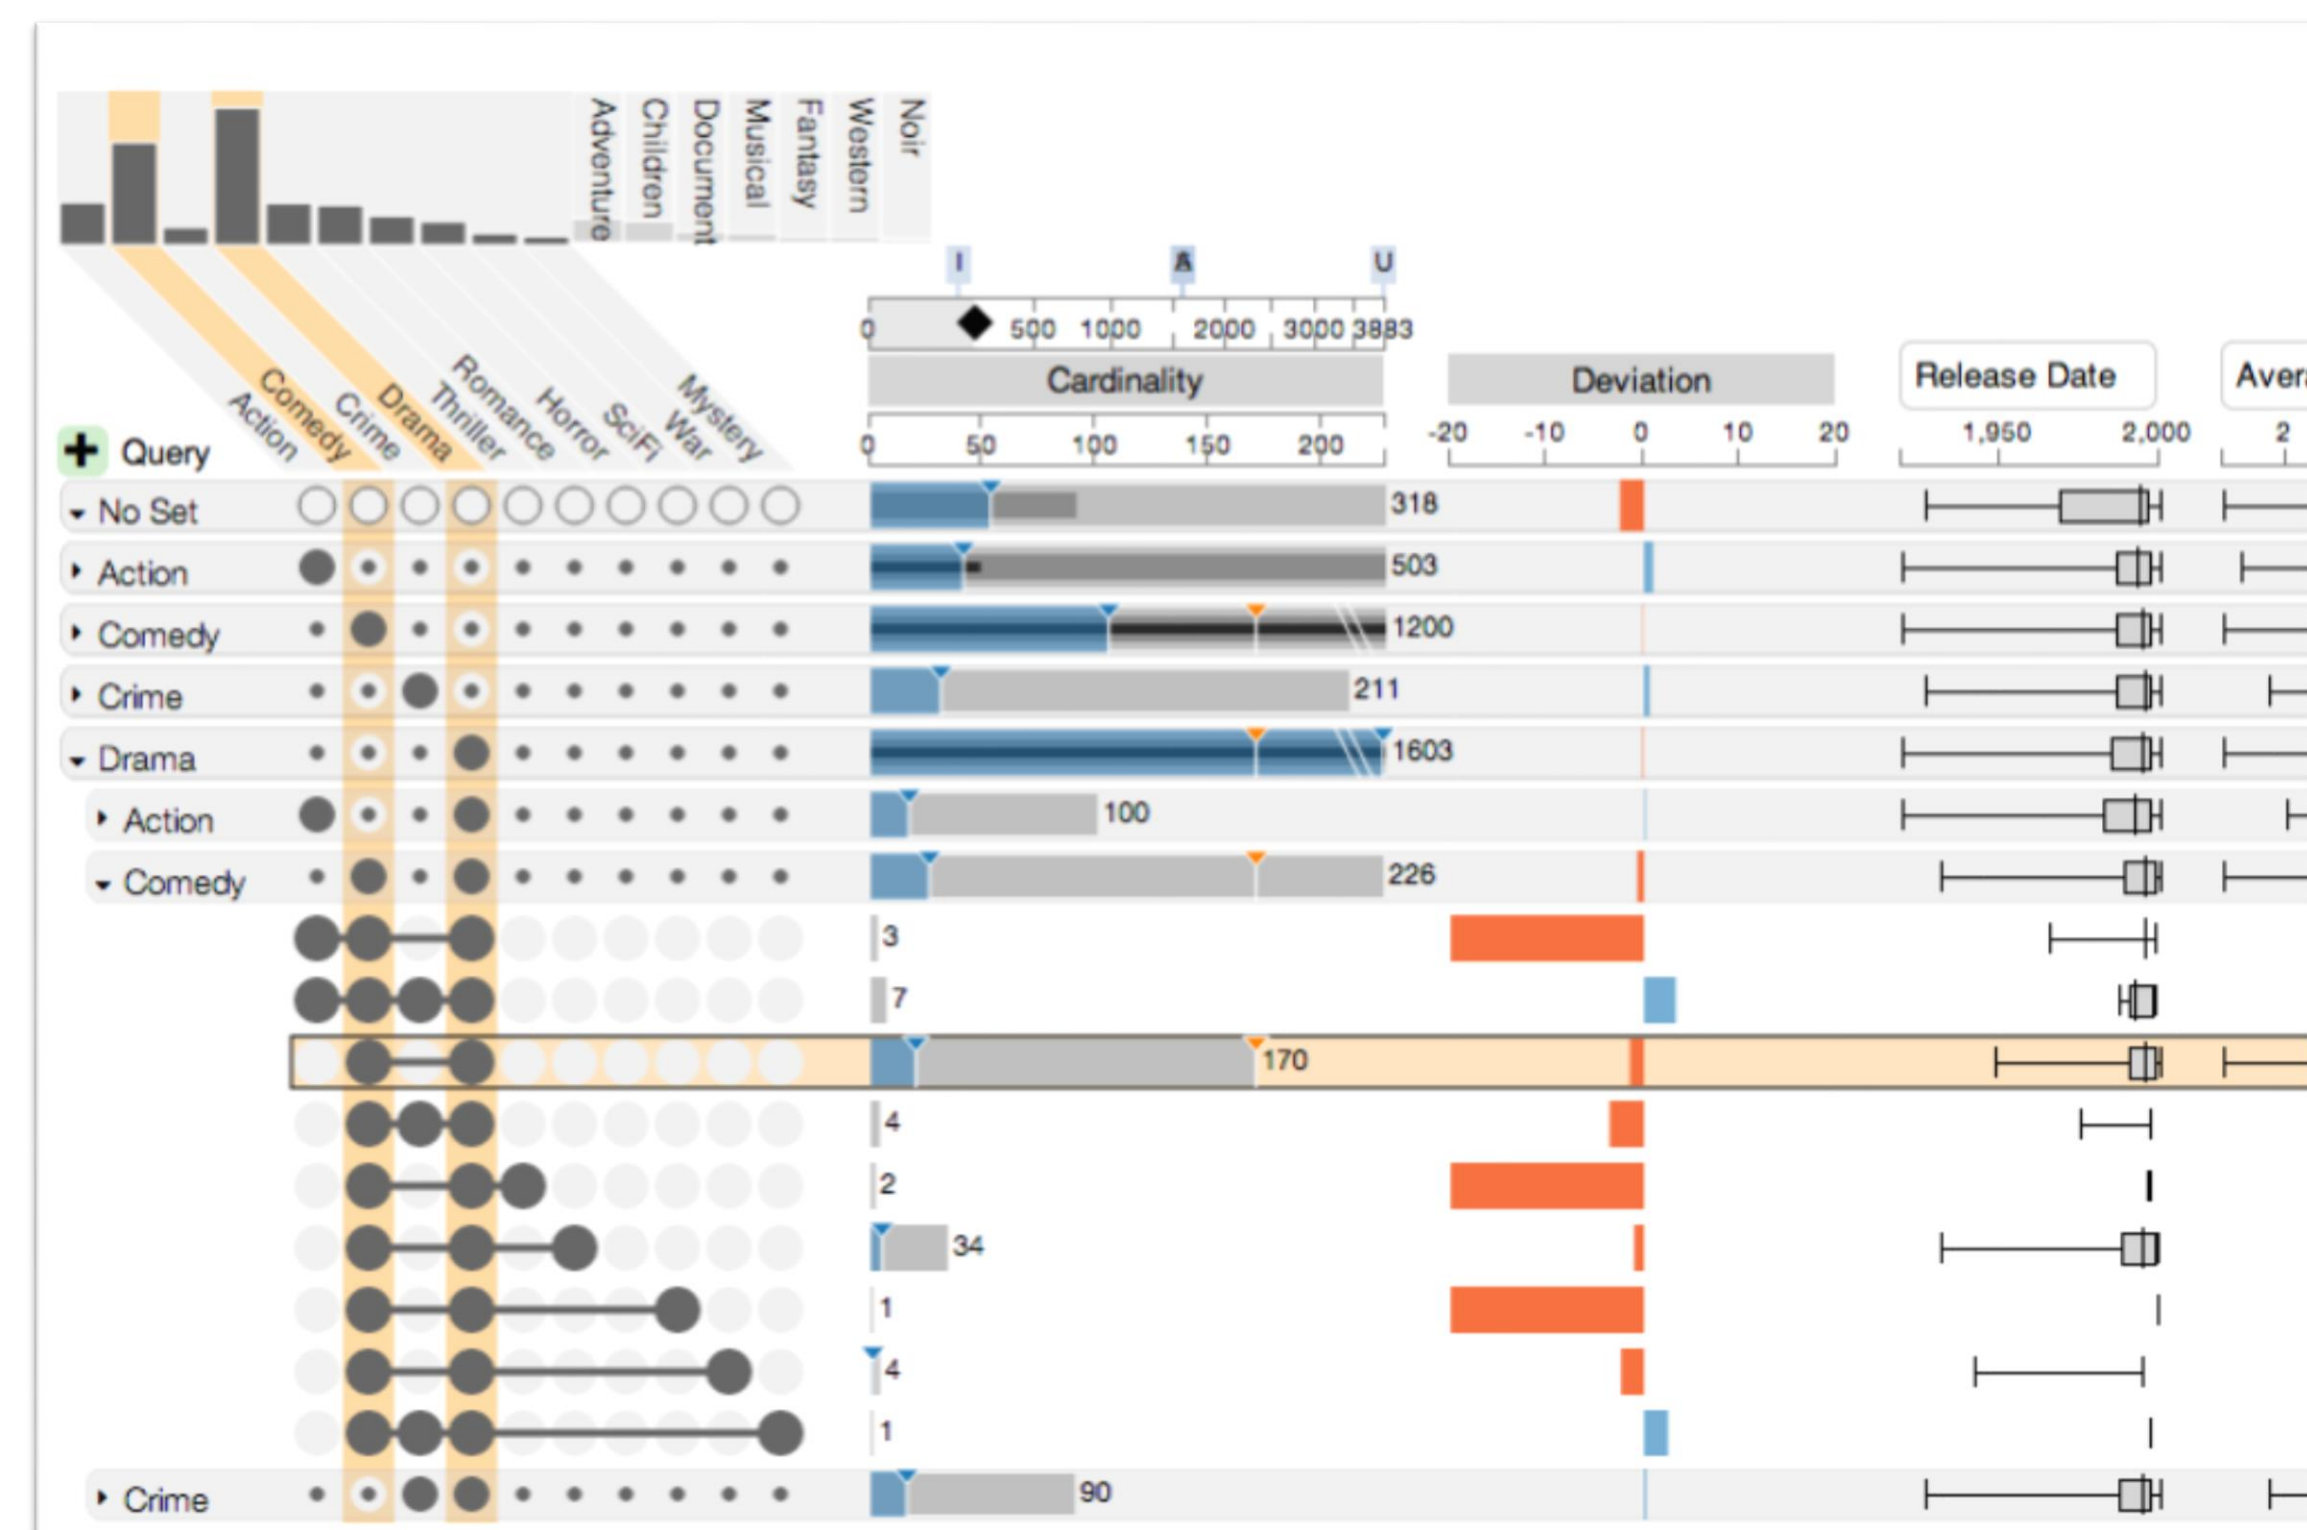 Adventure
Children
Document
Musical
Fantasy
Western
Noir
I A U
0 500 1000 2000 3000 3883
Action
Comedy
Crime
Drama
Thriller
Romance
Horror
SciFi
War
Mystery
Cardinality Deviation Release Date Avera
Query 0 50 100 150 200 -20 -10 0 10 20 1,950 2,000 2
No Set 318
Action 503
Comedy 1200
Crime 211
Drama 1603
Action 100
Comedy 226
3
7
170
4
2
34
1
4
1
Crime 90